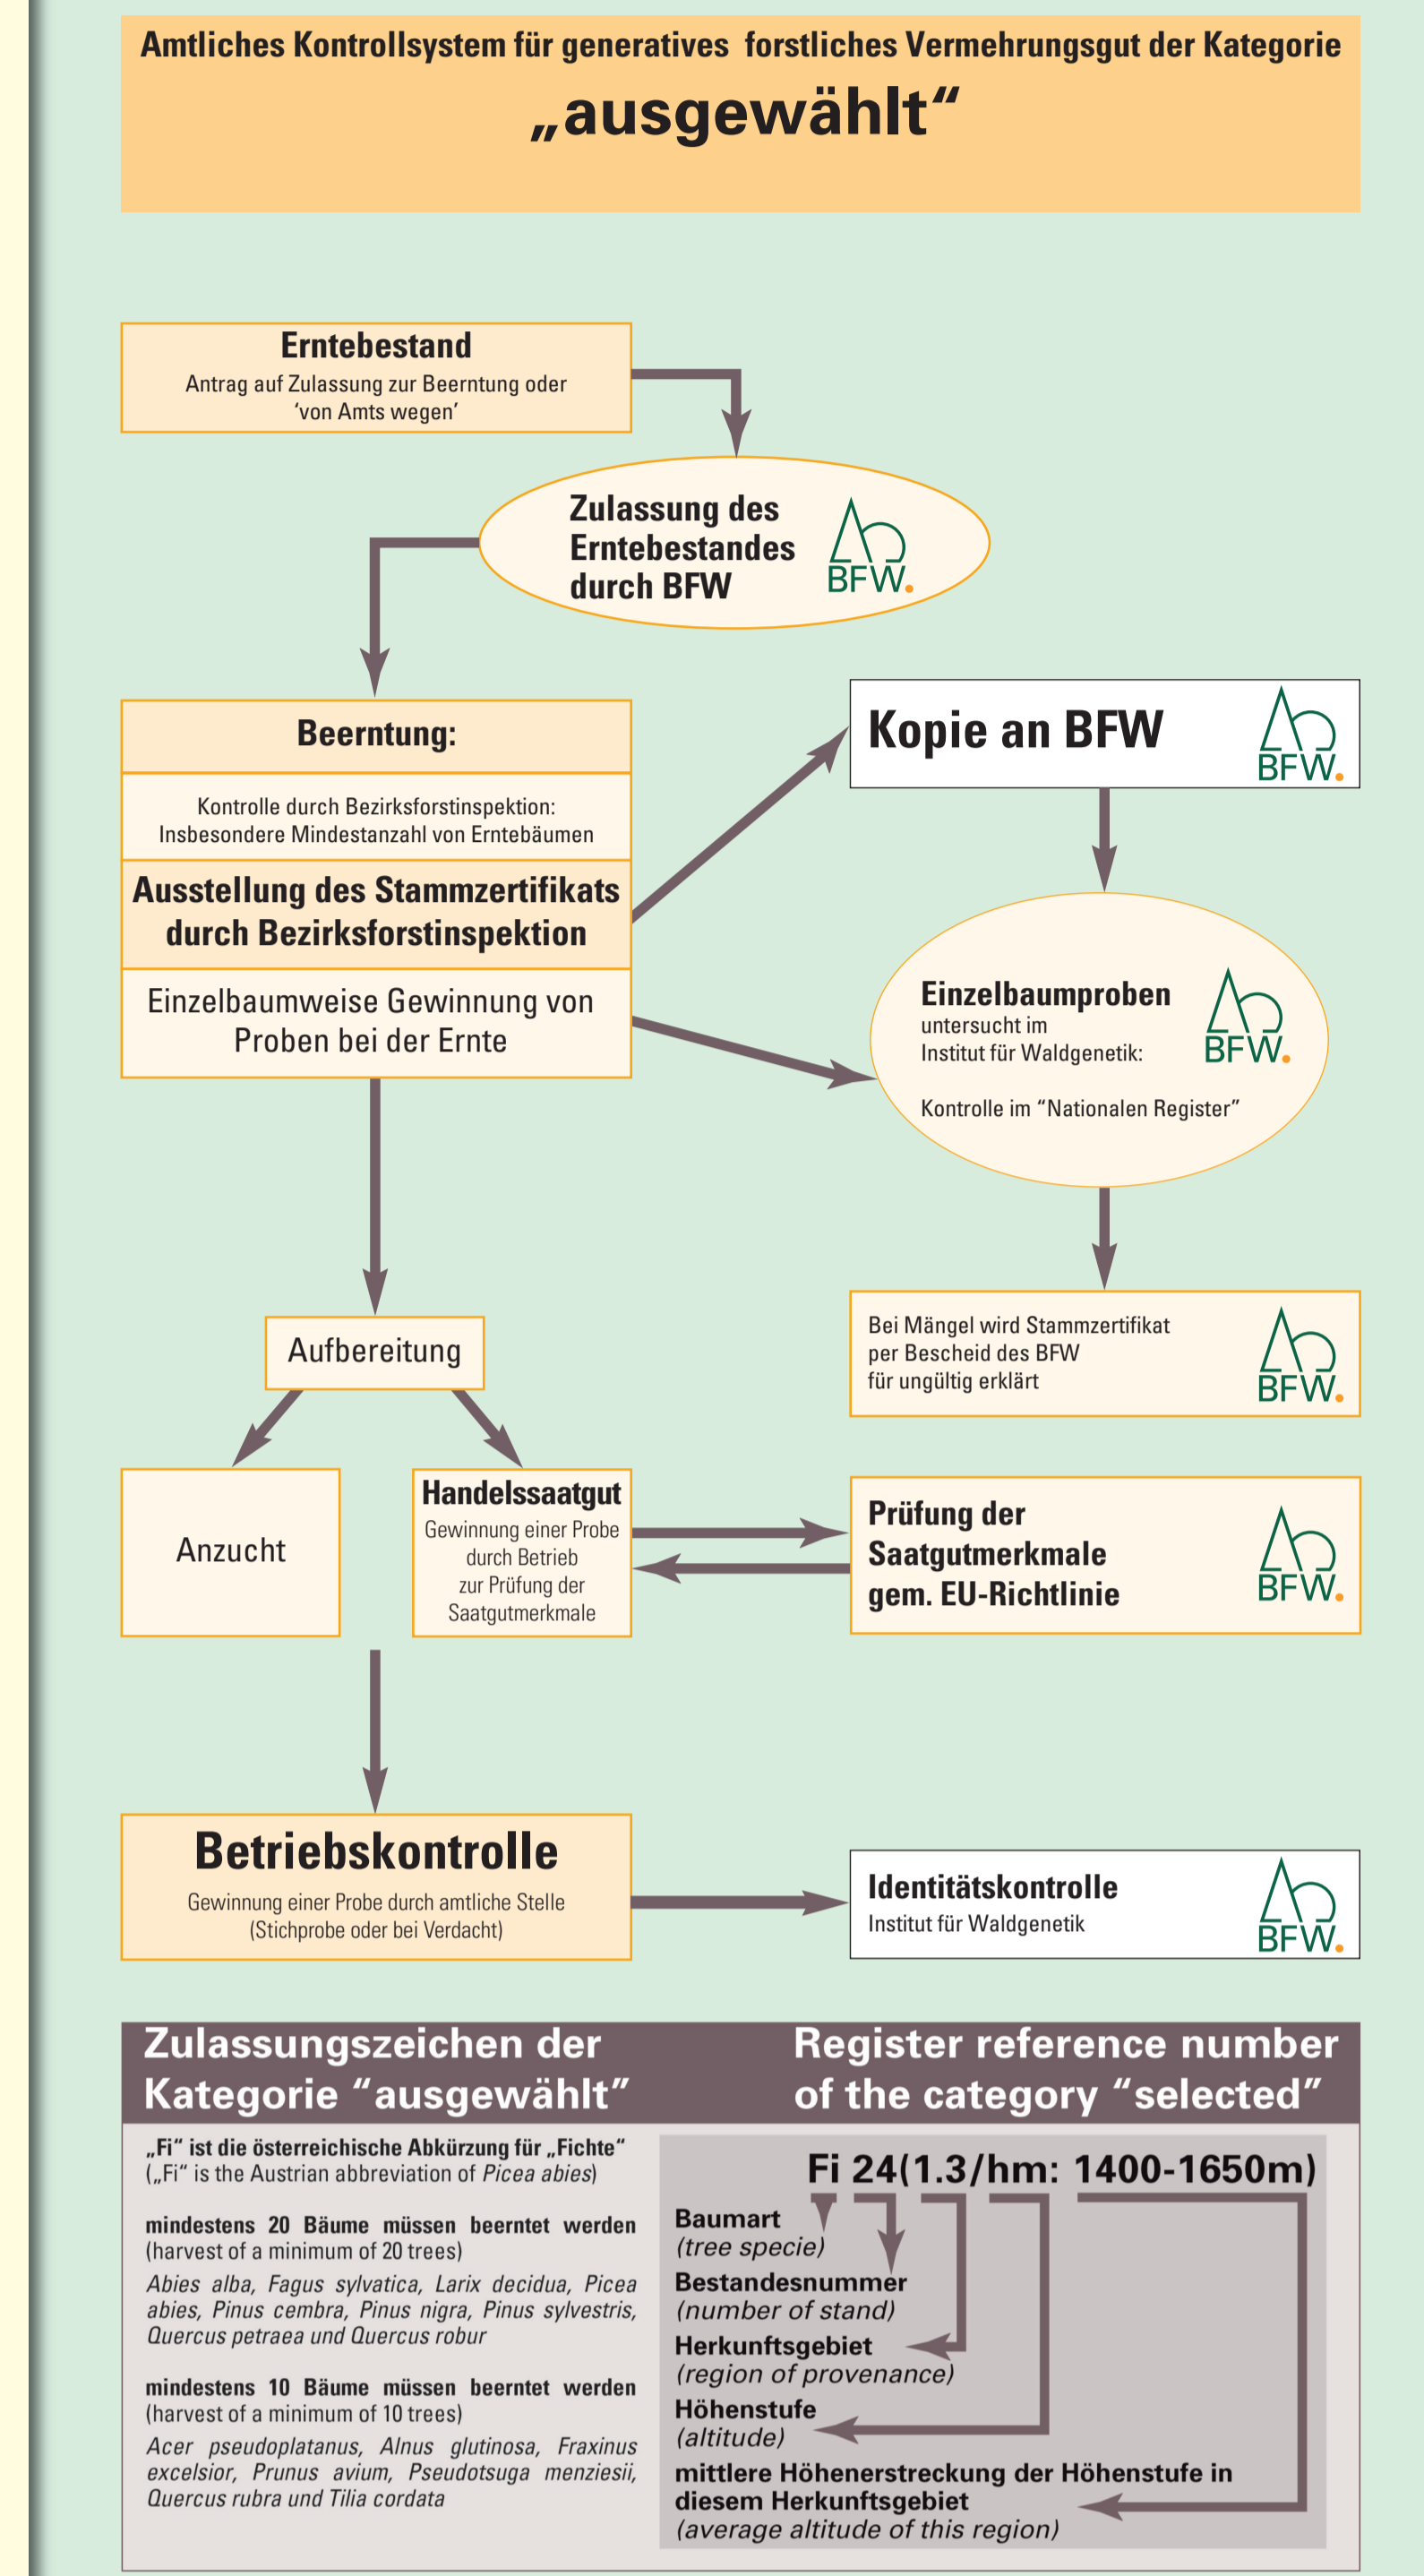 Amtliches Kontrollsystem für generatives forstliches Vermehrungsgut der Kategorie
„ausgewählt“
Erntebestand
Antrag auf Zulassung zur Beerntung oder
‘von Amts wegen’
Zulassung des
Erntebestandes
durch BFW
BFW.
Beerntung:
Kontrolle durch Bezirksforstinspektion:
Insbesondere Mindestanzahl von Erntebäumen
Ausstellung des Stammzertifikats
durch Bezirksforstinspektion
Einzelbaumweise Gewinnung von
Proben bei der Ernte
Kopie an BFW
BFW.
Einzelbaumproben
untersucht im
Institut für Waldgenetik:
Kontrolle im “Nationalen Register”
BFW.
Bei Mängel wird Stammzertifikat
per Bescheid des BFW
für ungültig erklärt
BFW.
Aufbereitung
Anzucht
Handelssaatgut
Gewinnung einer Probe
durch Betrieb
zur Prüfung der
Saatgutmerkmale
Prüfung der
Saatgutmerkmale
gem. EU-Richtlinie
BFW.
Betriebskontrolle
Gewinnung einer Probe durch amtliche Stelle
(Stichprobe oder bei Verdacht)
Identitätskontrolle
Institut für Waldgenetik
BFW.
Zulassungszeichen der
Kategorie “ausgewählt”
Register reference number
of the category “selected”
„Fi“ ist die österreichische Abkürzung für „Fichte“
(„Fi“ is the Austrian abbreviation of Picea abies)
mindestens 20 Bäume müssen beerntet werden
(harvest of a minimum of 20 trees)
Abies alba, Fagus sylvatica, Larix decidua, Picea
abies, Pinus cembra, Pinus nigra, Pinus sylvestris,
Quercus petraea und Quercus robur
mindestens 10 Bäume müssen beerntet werden
(harvest of a minimum of 10 trees)
Acer pseudoplatanus, Alnus glutinosa, Fraxinus
excelsior, Prunus avium, Pseudotsuga menziesii,
Quercus rubra und Tilia cordata
Fi 24(1.3/hm: 1400-1650m)
Baumart
(tree specie)
Bestandesnummer
(number of stand)
Herkunftsgebiet
(region of provenance)
Höhenstufe
(altitude)
mittlere Höhenerstreckung der Höhenstufe in
diesem Herkunftsgebiet
(average altitude of this region)